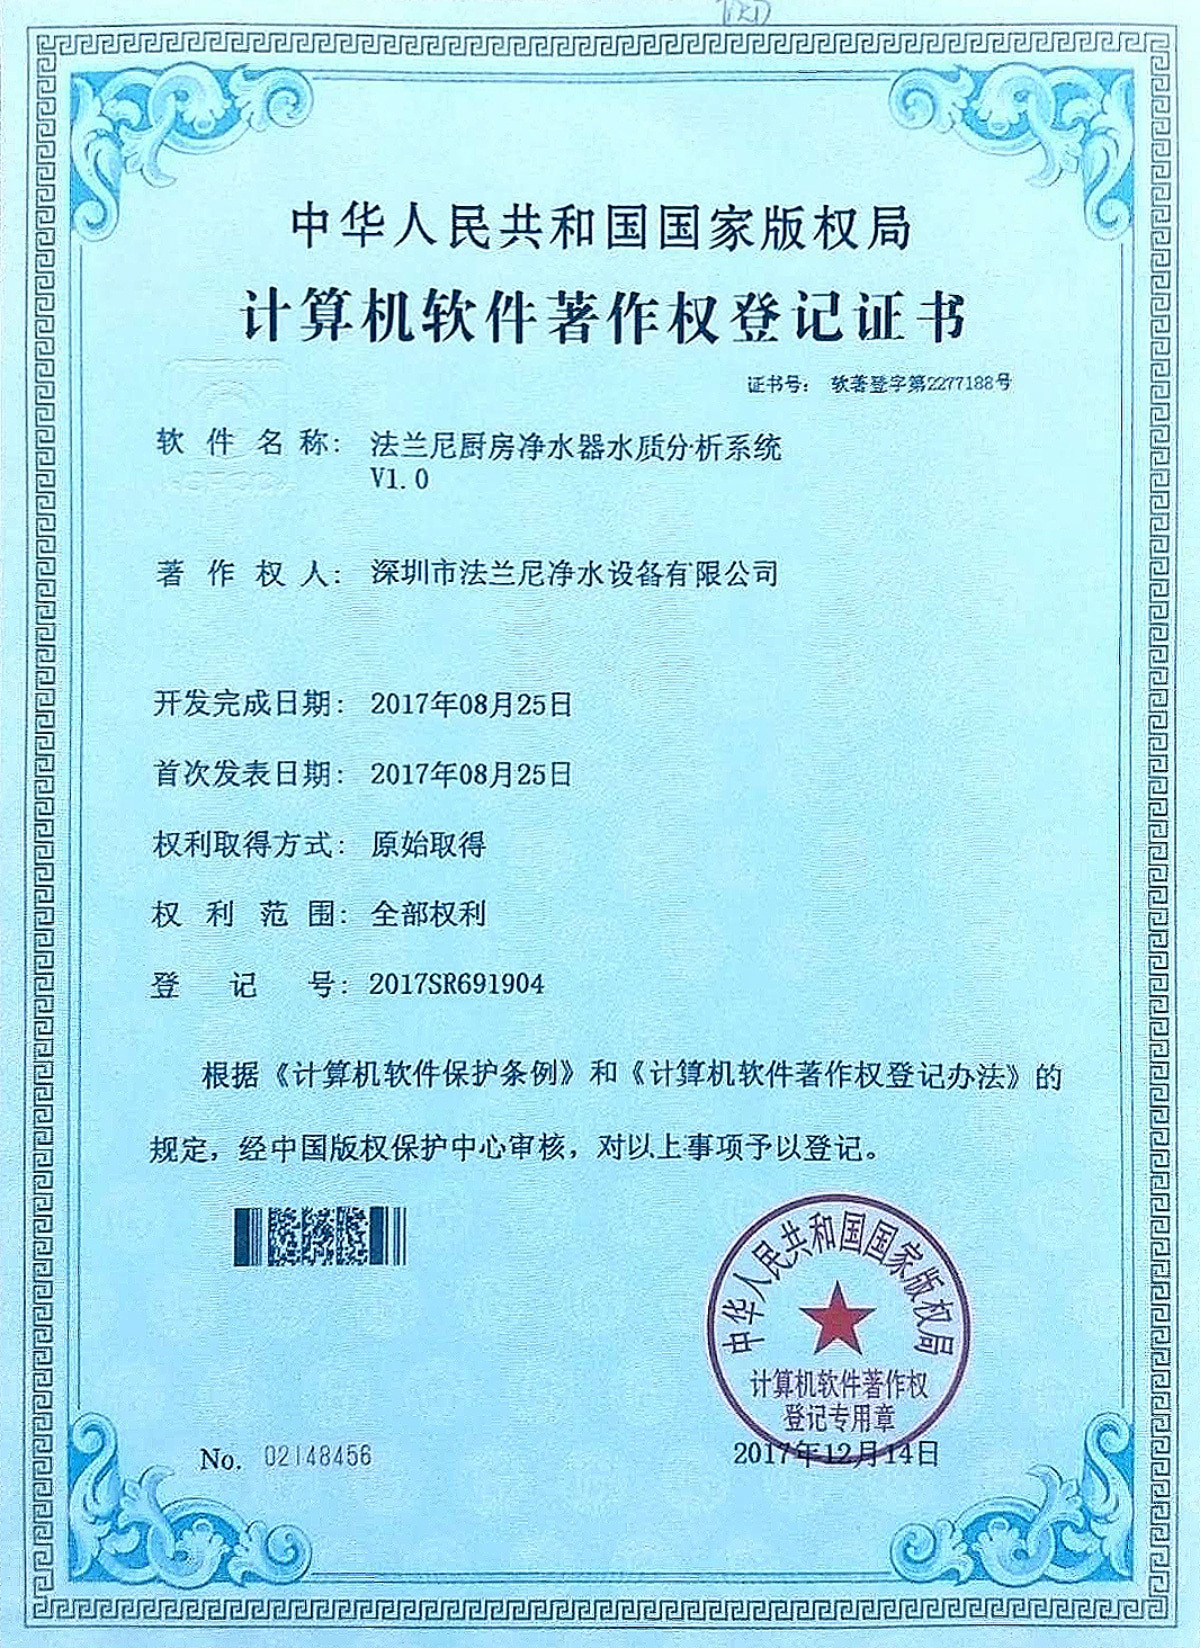 中华人民共和国国家版权局
计算机软件著作权登记证书
证书号： 软著登字第2277188号
软 件 名 称： 法兰尼厨房净水器水质分析系统
V1.0
著 作 权 人： 深圳市法兰尼净水设备有限公司
开发完成日期： 2017年08月25日
首次发表日期： 2017年08月25日
权利取得方式： 原始取得
权 利 范 围： 全部权利
登 记 号： 2017SR691904
根据《计算机软件保护条例》和《计算机软件著作权登记办法》的
规定，经中国版权保护中心审核，对以上事项予以登记。
中华人民共和国国家版权局
计算机软件著作权
登记专用章
No. 02148456
2017年12月14日